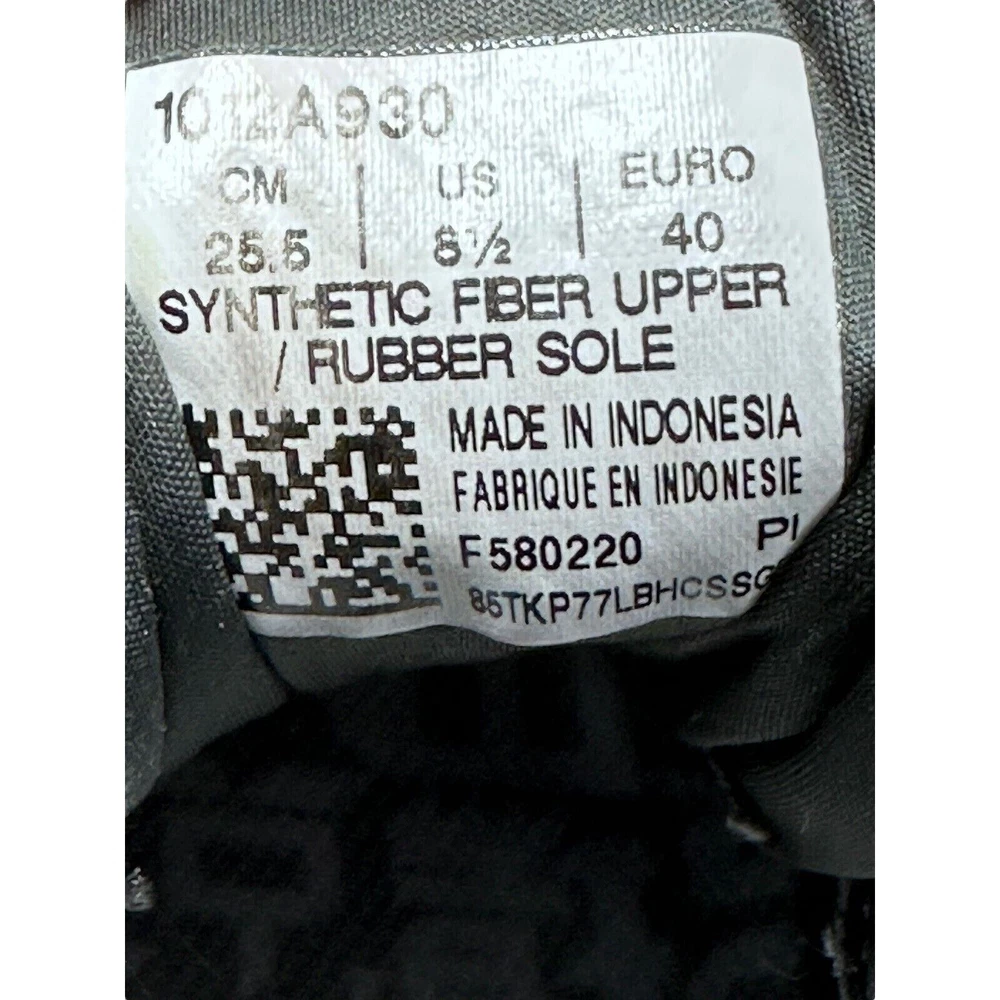 1012A930
CM | US | EURO
25.5 | 8½ | 40
SYNTHETIC FIBER UPPER
/ RUBBER SOLE
MADE IN INDONESIA
FABRIQUE EN INDONESIE
F580220 PI
85TKP77LBHCSSG